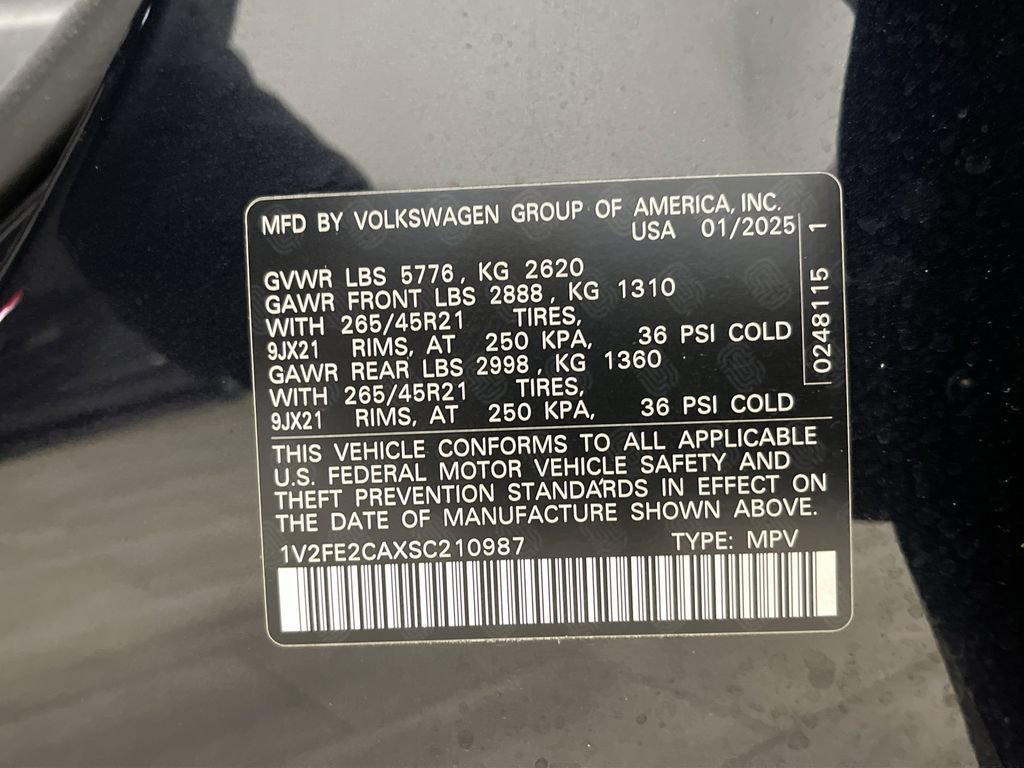 MFD BY VOLKSWAGEN GROUP OF AMERICA, INC.
USA 01/2025
GVWR LBS 5776, KG 2620
GAWR FRONT LBS 2888, KG 1310
WITH 265/45R21 TIRES,
9JX21 RIMS, AT 250 KPA, 36 PSI COLD
GAWR REAR LBS 2998, KG 1360
WITH 265/45R21 TIRES,
9JX21 RIMS, AT 250 KPA, 36 PSI COLD
0248115 1
THIS VEHICLE CONFORMS TO ALL APPLICABLE
U.S. FEDERAL MOTOR VEHICLE SAFETY AND
THEFT PREVENTION STANDARDS IN EFFECT ON
THE DATE OF MANUFACTURE SHOWN ABOVE.
1V2FE2CAXSC210987 TYPE: MPV